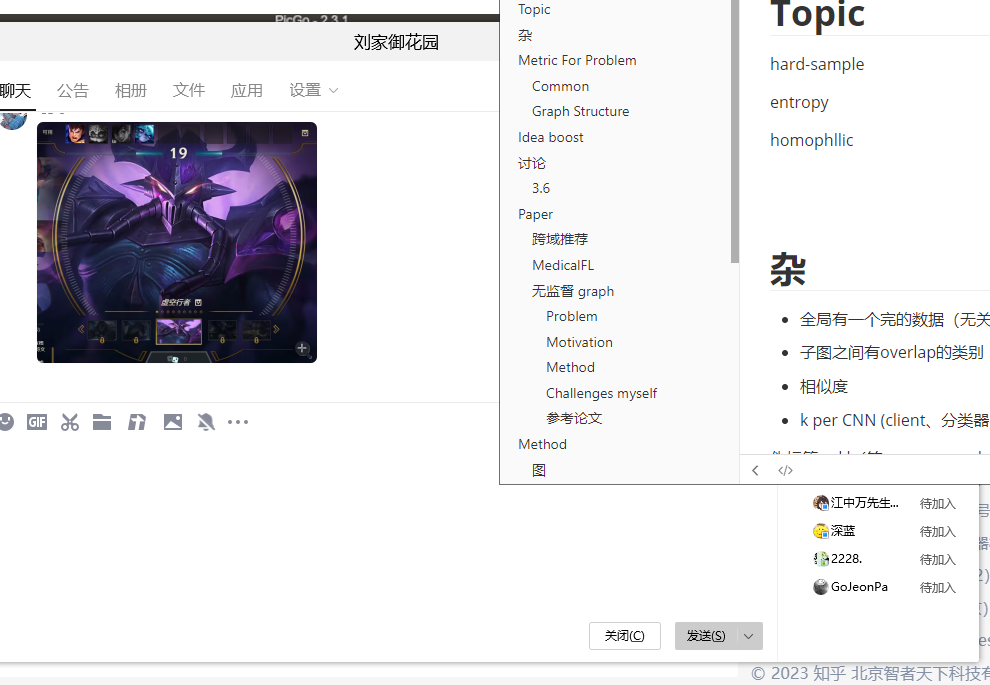 PicGo - 2.3.1
刘家御花园
聊天 公告 相册 文件 应用 设置
可用
19
虚空行者
8 8 8 8
GIF
关闭(C) 发送(S)
Topic
杂
Metric For Problem
Common
Graph Structure
Idea boost
讨论
3.6
Paper
跨域推荐
MedicalFL
无监督 graph
Problem
Motivation
Method
Challenges myself
参考论文
Method
图
Topic
hard-sample
entropy
homophllic
杂
全局有一个完的数据（无关
子图之间有overlap的类别
相似度
k per CNN (client、分类器
</>
江中万先生... 待加入
深蓝 待加入
2228. 待加入
GoJeonPa 待加入
© 2023 知乎 北京智者天下科技有